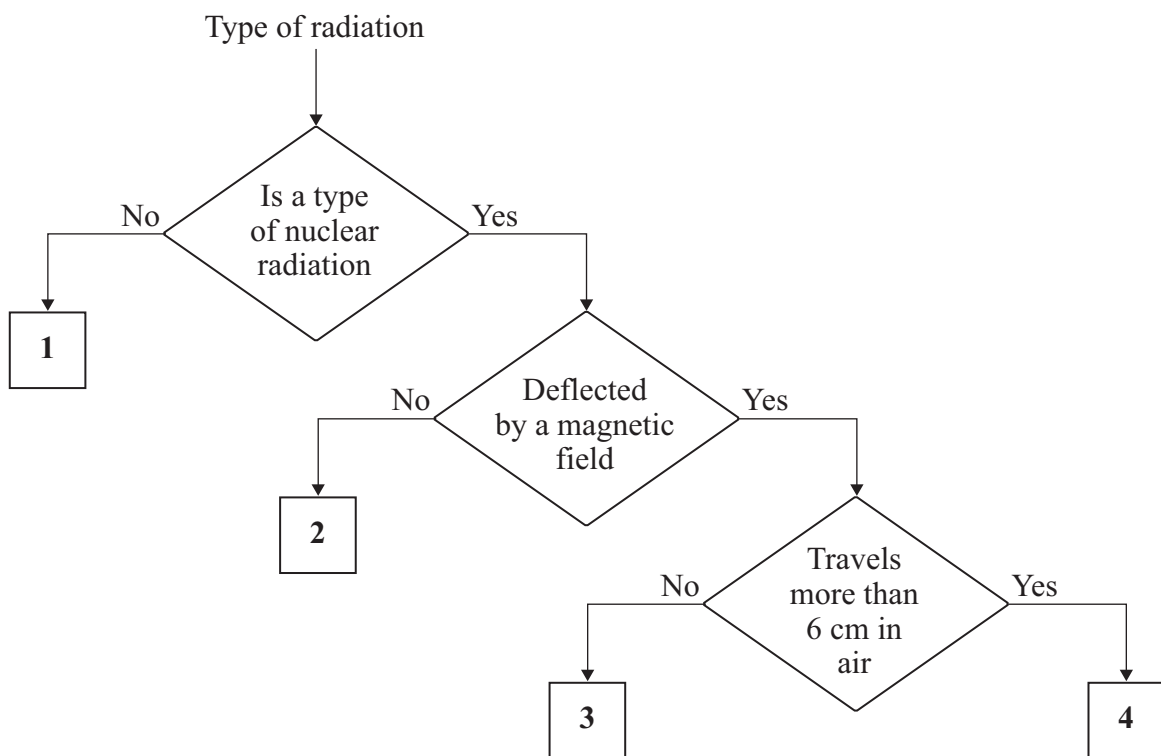 Type of radiation
Is a type
of nuclear
radiation
No
Yes
1
Deflected
by a magnetic
field
No
Yes
2
Travels
more than
6 cm in
air
No
Yes
3
4